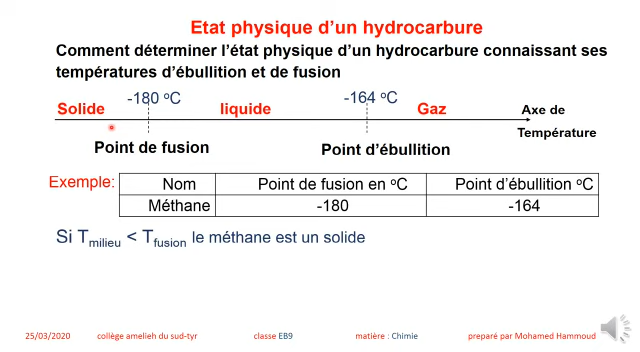 Etat physique d’un hydrocarbure
Comment déterminer l’état physique d’un hydrocarbure connaissant ses
températures d’ébullition et de fusion
Solide -180 °C liquide -164 °C Gaz Axe de
Température
Point de fusion Point d’ébullition
Exemple: Nom Point de fusion en °C Point d’ébullition °C
Méthane -180 -164
Si Tmilieu < Tfusion le méthane est un solide
25/03/2020 collège amelieh du sud-tyr classe EB9 matière : Chimie preparé par Mohamed Hammoud